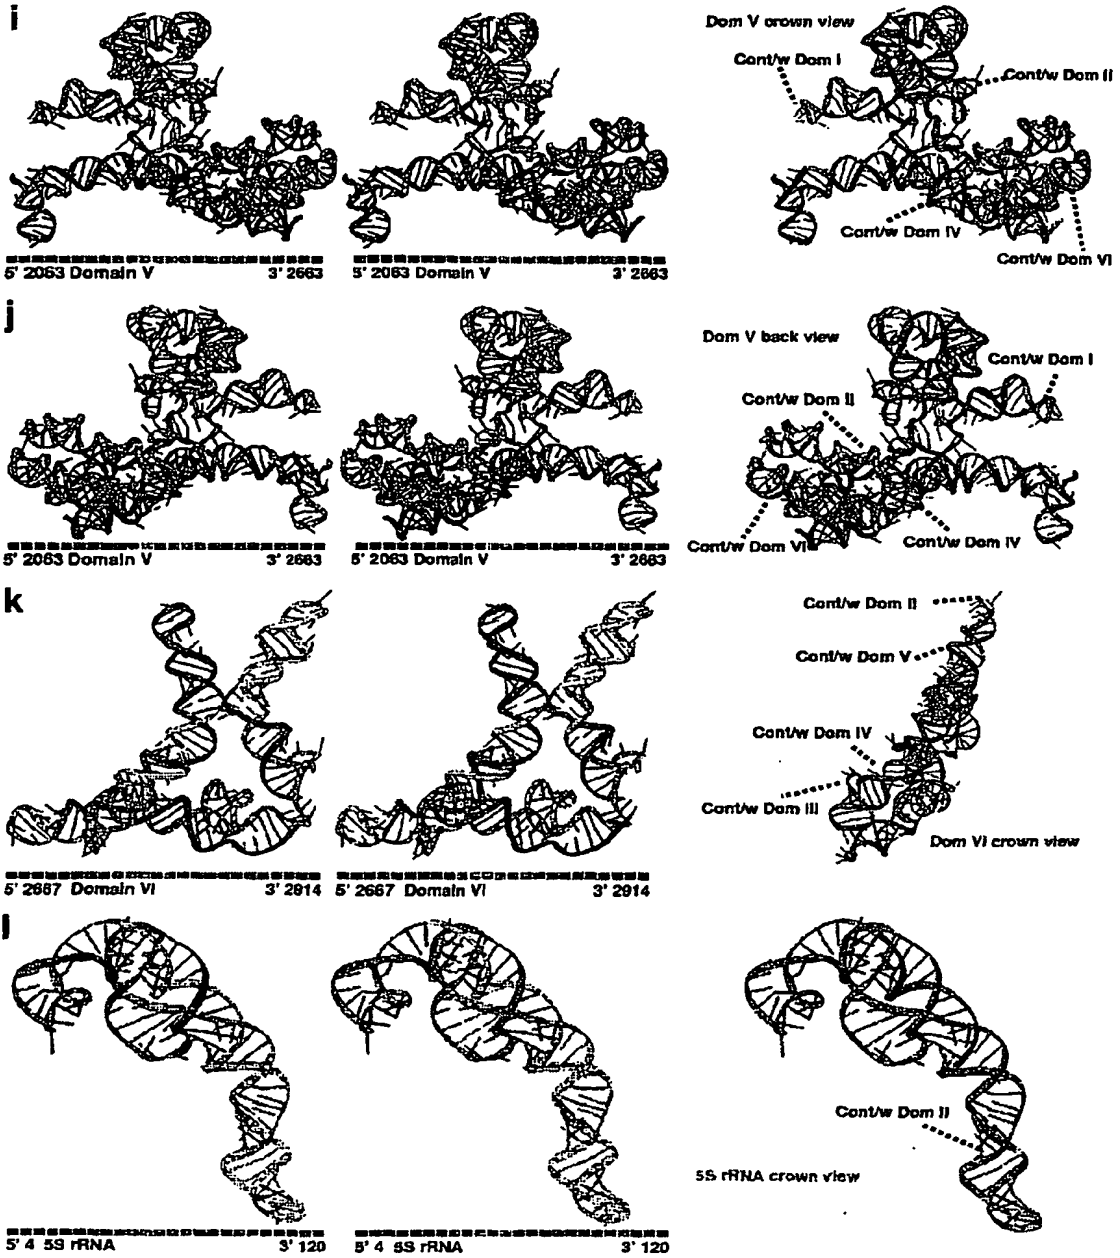 i
Dom V crown view
Cont/w Dom I
Cont/w Dom II
Cont/w Dom IV
Cont/w Dom VI
5' 2063 Domain V 3' 2663
5' 2063 Domain V 3' 2663
j
Dom V back view
Cont/w Dom I
Cont/w Dom II
Cont/w Dom VI
Cont/w Dom IV
5' 2063 Domain V 3' 2663
5' 2063 Domain V 3' 2663
k
Cont/w Dom II
Cont/w Dom V
Cont/w Dom IV
Cont/w Dom III
Dom VI crown view
5' 2667 Domain VI 3' 2914
5' 2667 Domain VI 3' 2914
l
Cont/w Dom II
5S rRNA crown view
5' 4 5S rRNA 3' 120
5' 4 5S rRNA 3' 120